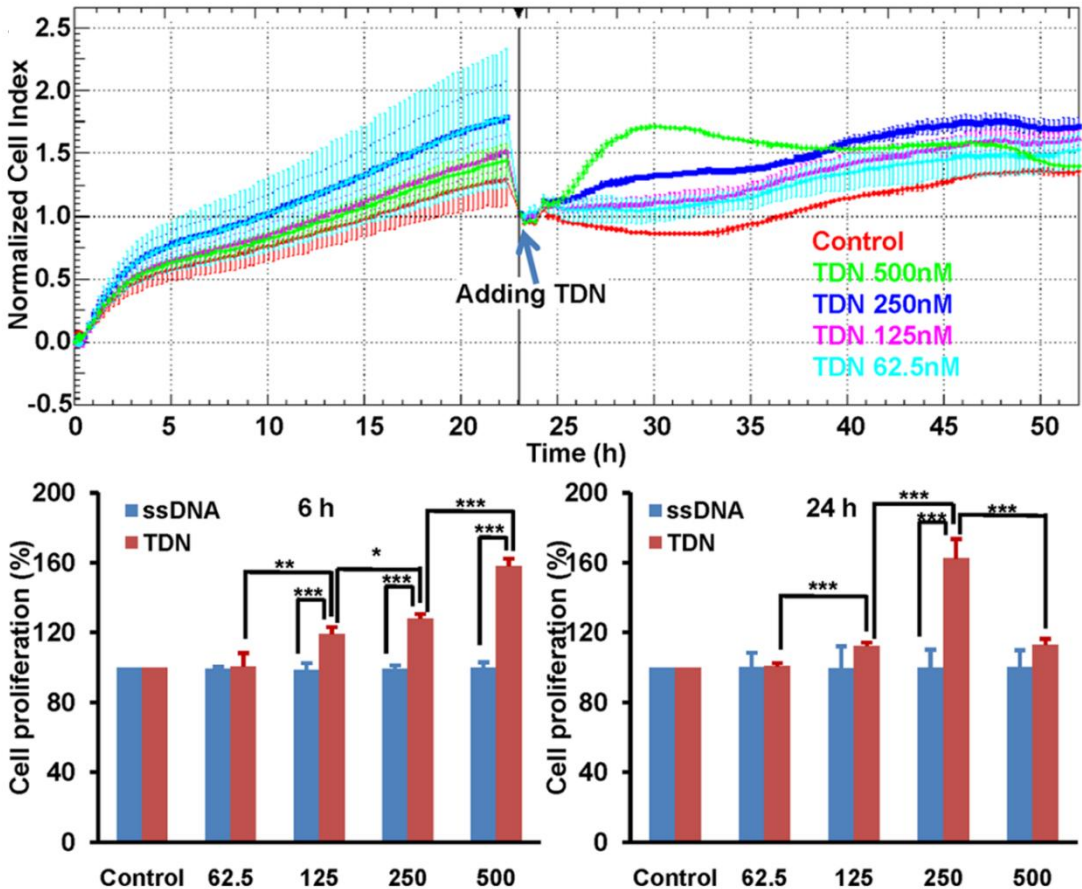 2.5
2.0
1.5
1.0
0.5
0.0
-0.5
Normalized Cell Index
Adding TDN
Control
TDN 500nM
TDN 250nM
TDN 125nM
TDN 62.5nM
0 5 10 15 20 25 30 35 40 45 50
Time (h)
200
160
120
80
40
0
Cell proliferation (%)
ssDNA
TDN
6 h
** * *** *** *** ***
Control 62.5 125 250 500
200
160
120
80
40
0
Cell proliferation (%)
ssDNA
TDN
24 h
*** *** *** ***
Control 62.5 125 250 500